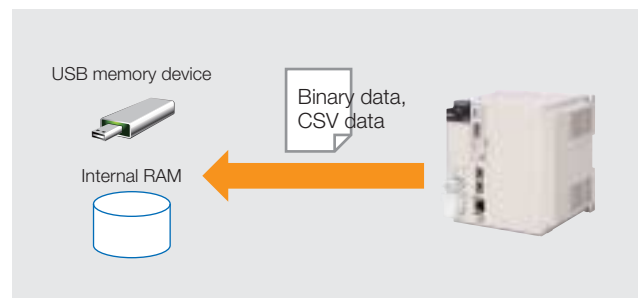 USB memory device
Binary data,
CSV data
Internal RAM